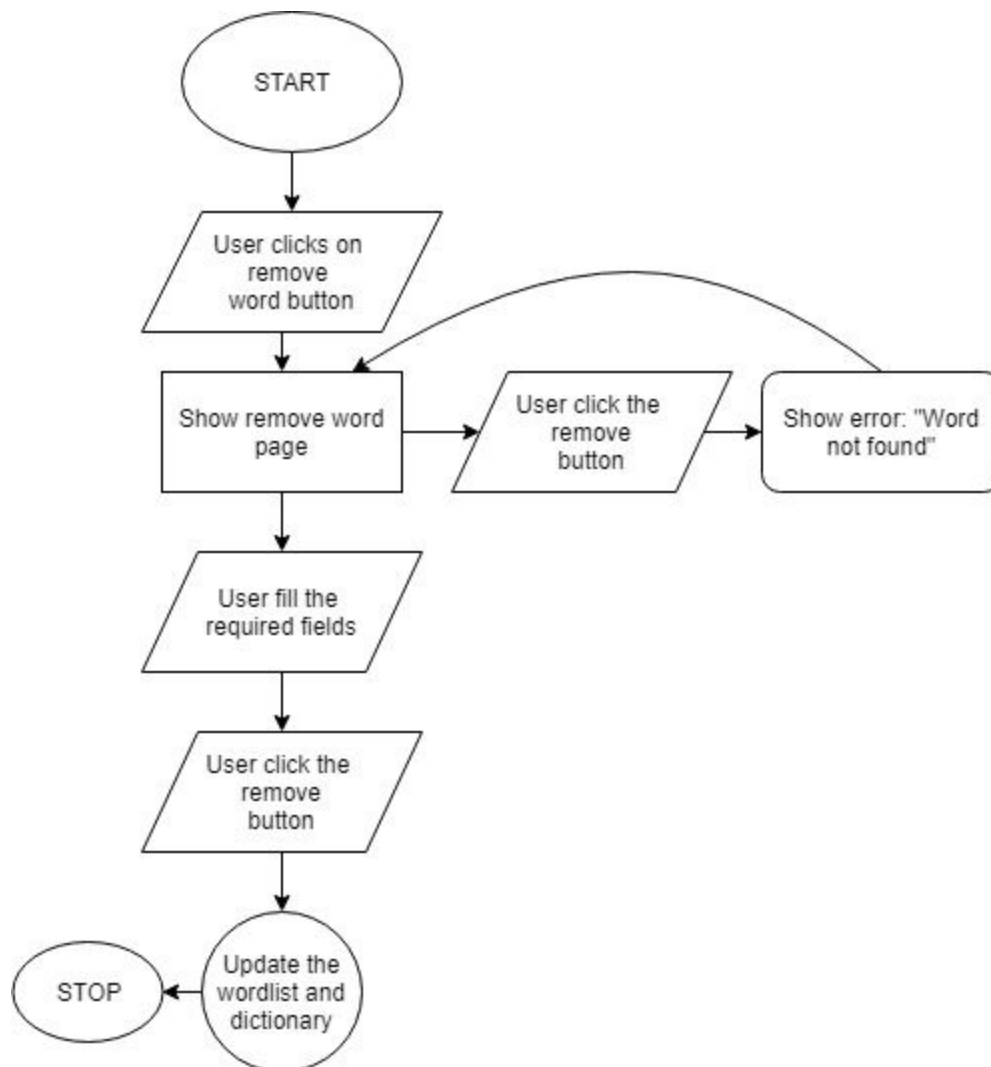 START
User clicks on
remove
word button
Show remove word
page
User click the
remove
button
Show error: "Word
not found"
User fill the
required fields
User click the
remove
button
Update the
wordlist and
dictionary
STOP